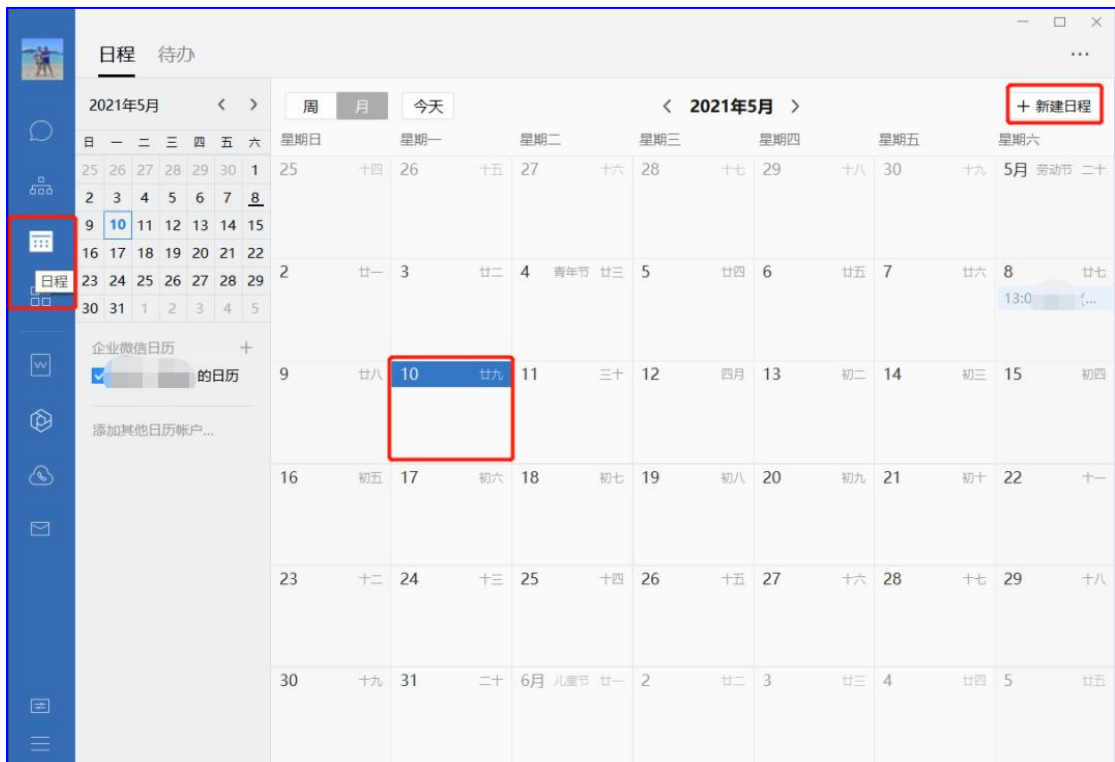 日程 待办
2021年5月 < >
日 一 二 三 四 五 六
25 26 27 28 29 30 1
2 3 4 5 6 7 8
9 10 11 12 13 14 15
16 17 18 19 20 21 22
23 24 25 26 27 28 29
30 31 1 2 3 4 5
日程
企业微信日历 +
的日历
添加其他日历帐户...
周 月 今天 < 2021年5月 > + 新建日程
星期日 星期一 星期二 星期三 星期四 星期五 星期六
25 十四 26 十五 27 十六 28 十七 29 十八 30 十九 5月 劳动节 二十
2 廿一 3 廿二 4 青年节 廿三 5 廿四 6 廿五 7 廿六 8 廿七
13:0 (...
9 廿八 10 廿九 11 三十 12 四月 13 初二 14 初三 15 初四
16 初五 17 初六 18 初七 19 初八 20 初九 21 初十 22 十一
23 十二 24 十三 25 十四 26 十五 27 十六 28 十七 29 十八
30 十九 31 二十 6月 儿童节 廿一 2 廿二 3 廿三 4 廿四 5 廿五